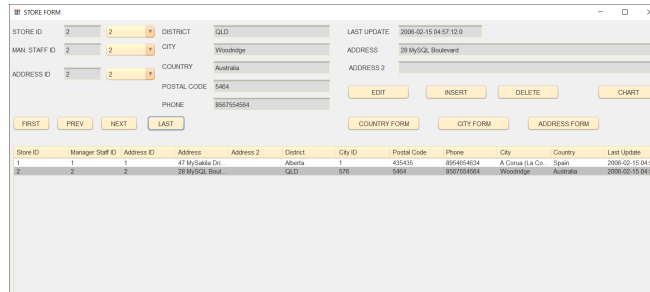 STORE FORM
STORE ID 2 2 DISTRICT QLD LAST UPDATE 2006-02-15 04:57:12.0
MAN. STAFF ID 2 2 CITY Woodridge ADDRESS 28 MySQL Boulevard
ADDRESS ID 2 2 COUNTRY Australia ADDRESS 2
POSTAL CODE 5464
EDIT INSERT DELETE CHART
PHONE 8567554564
FIRST PREV NEXT LAST COUNTRY FORM CITY FORM ADDRESS FORM
Store ID Manager Staff ID Address ID Address Address 2 District City ID Postal Code Phone City Country Last Update
1 1 1 47 MySakila Dri... Alberta 1 435435 8954654634 A Corua (La Co... Spain 2006-02-15 04:
2 2 2 28 MySQL Boul... QLD 576 5464 8567554564 Woodridge Australia 2006-02-15 04: